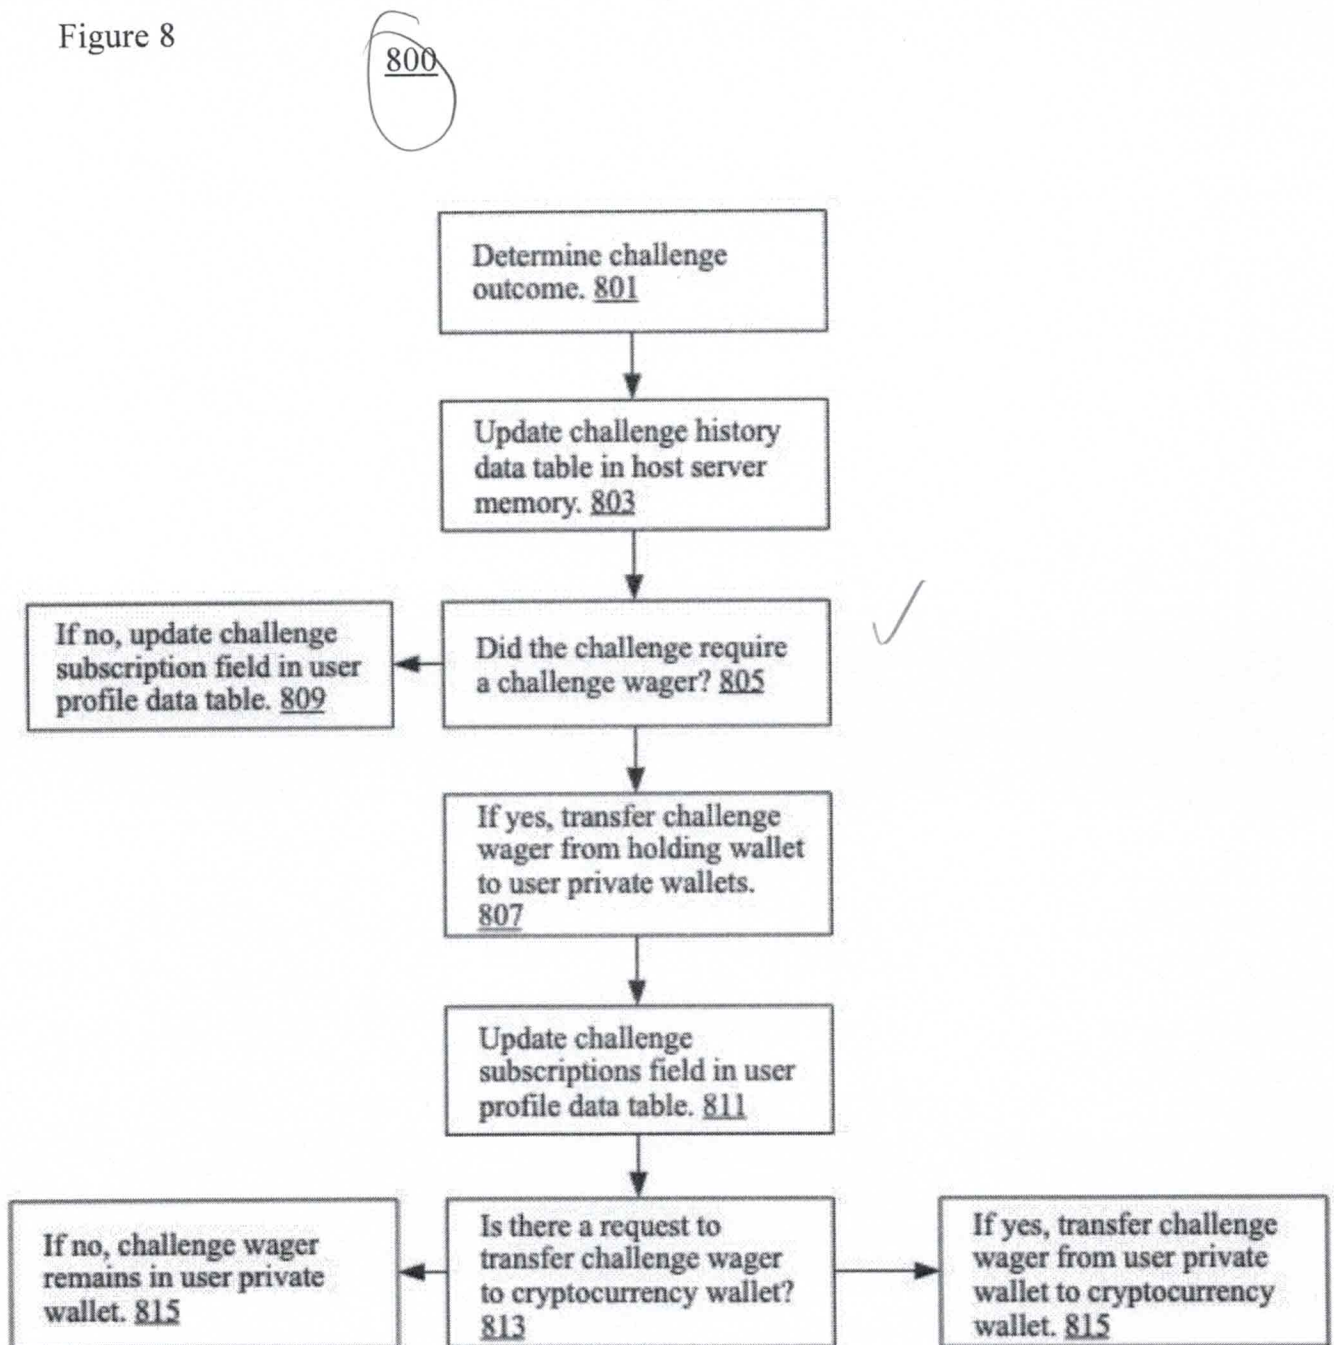 Figure 8
800
Determine challenge
outcome. 801
Update challenge history
data table in host server
memory. 803
If no, update challenge
subscription field in user
profile data table. 809
Did the challenge require
a challenge wager? 805
If yes, transfer challenge
wager from holding wallet
to user private wallets.
807
Update challenge
subscriptions field in user
profile data table. 811
If no, challenge wager
remains in user private
wallet. 815
Is there a request to
transfer challenge wager
to cryptocurrency wallet?
813
If yes, transfer challenge
wager from user private
wallet to cryptocurrency
wallet. 815